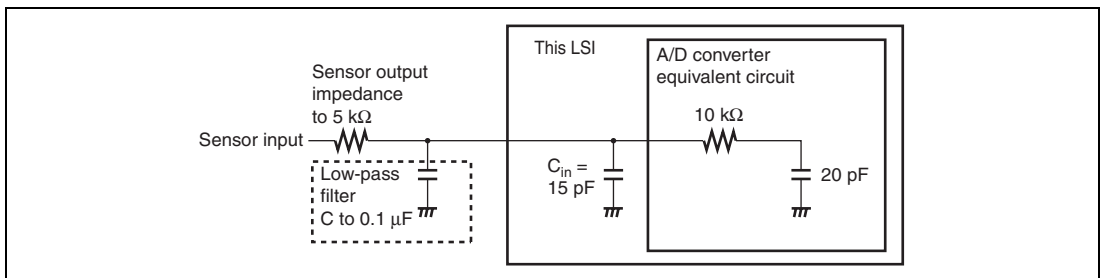 This LSI
A/D converter
equivalent circuit
Sensor output
impedance
to 5 kΩ
10 kΩ
Sensor input
Low-pass
filter
C to 0.1 μF
Cin =
15 pF
20 pF